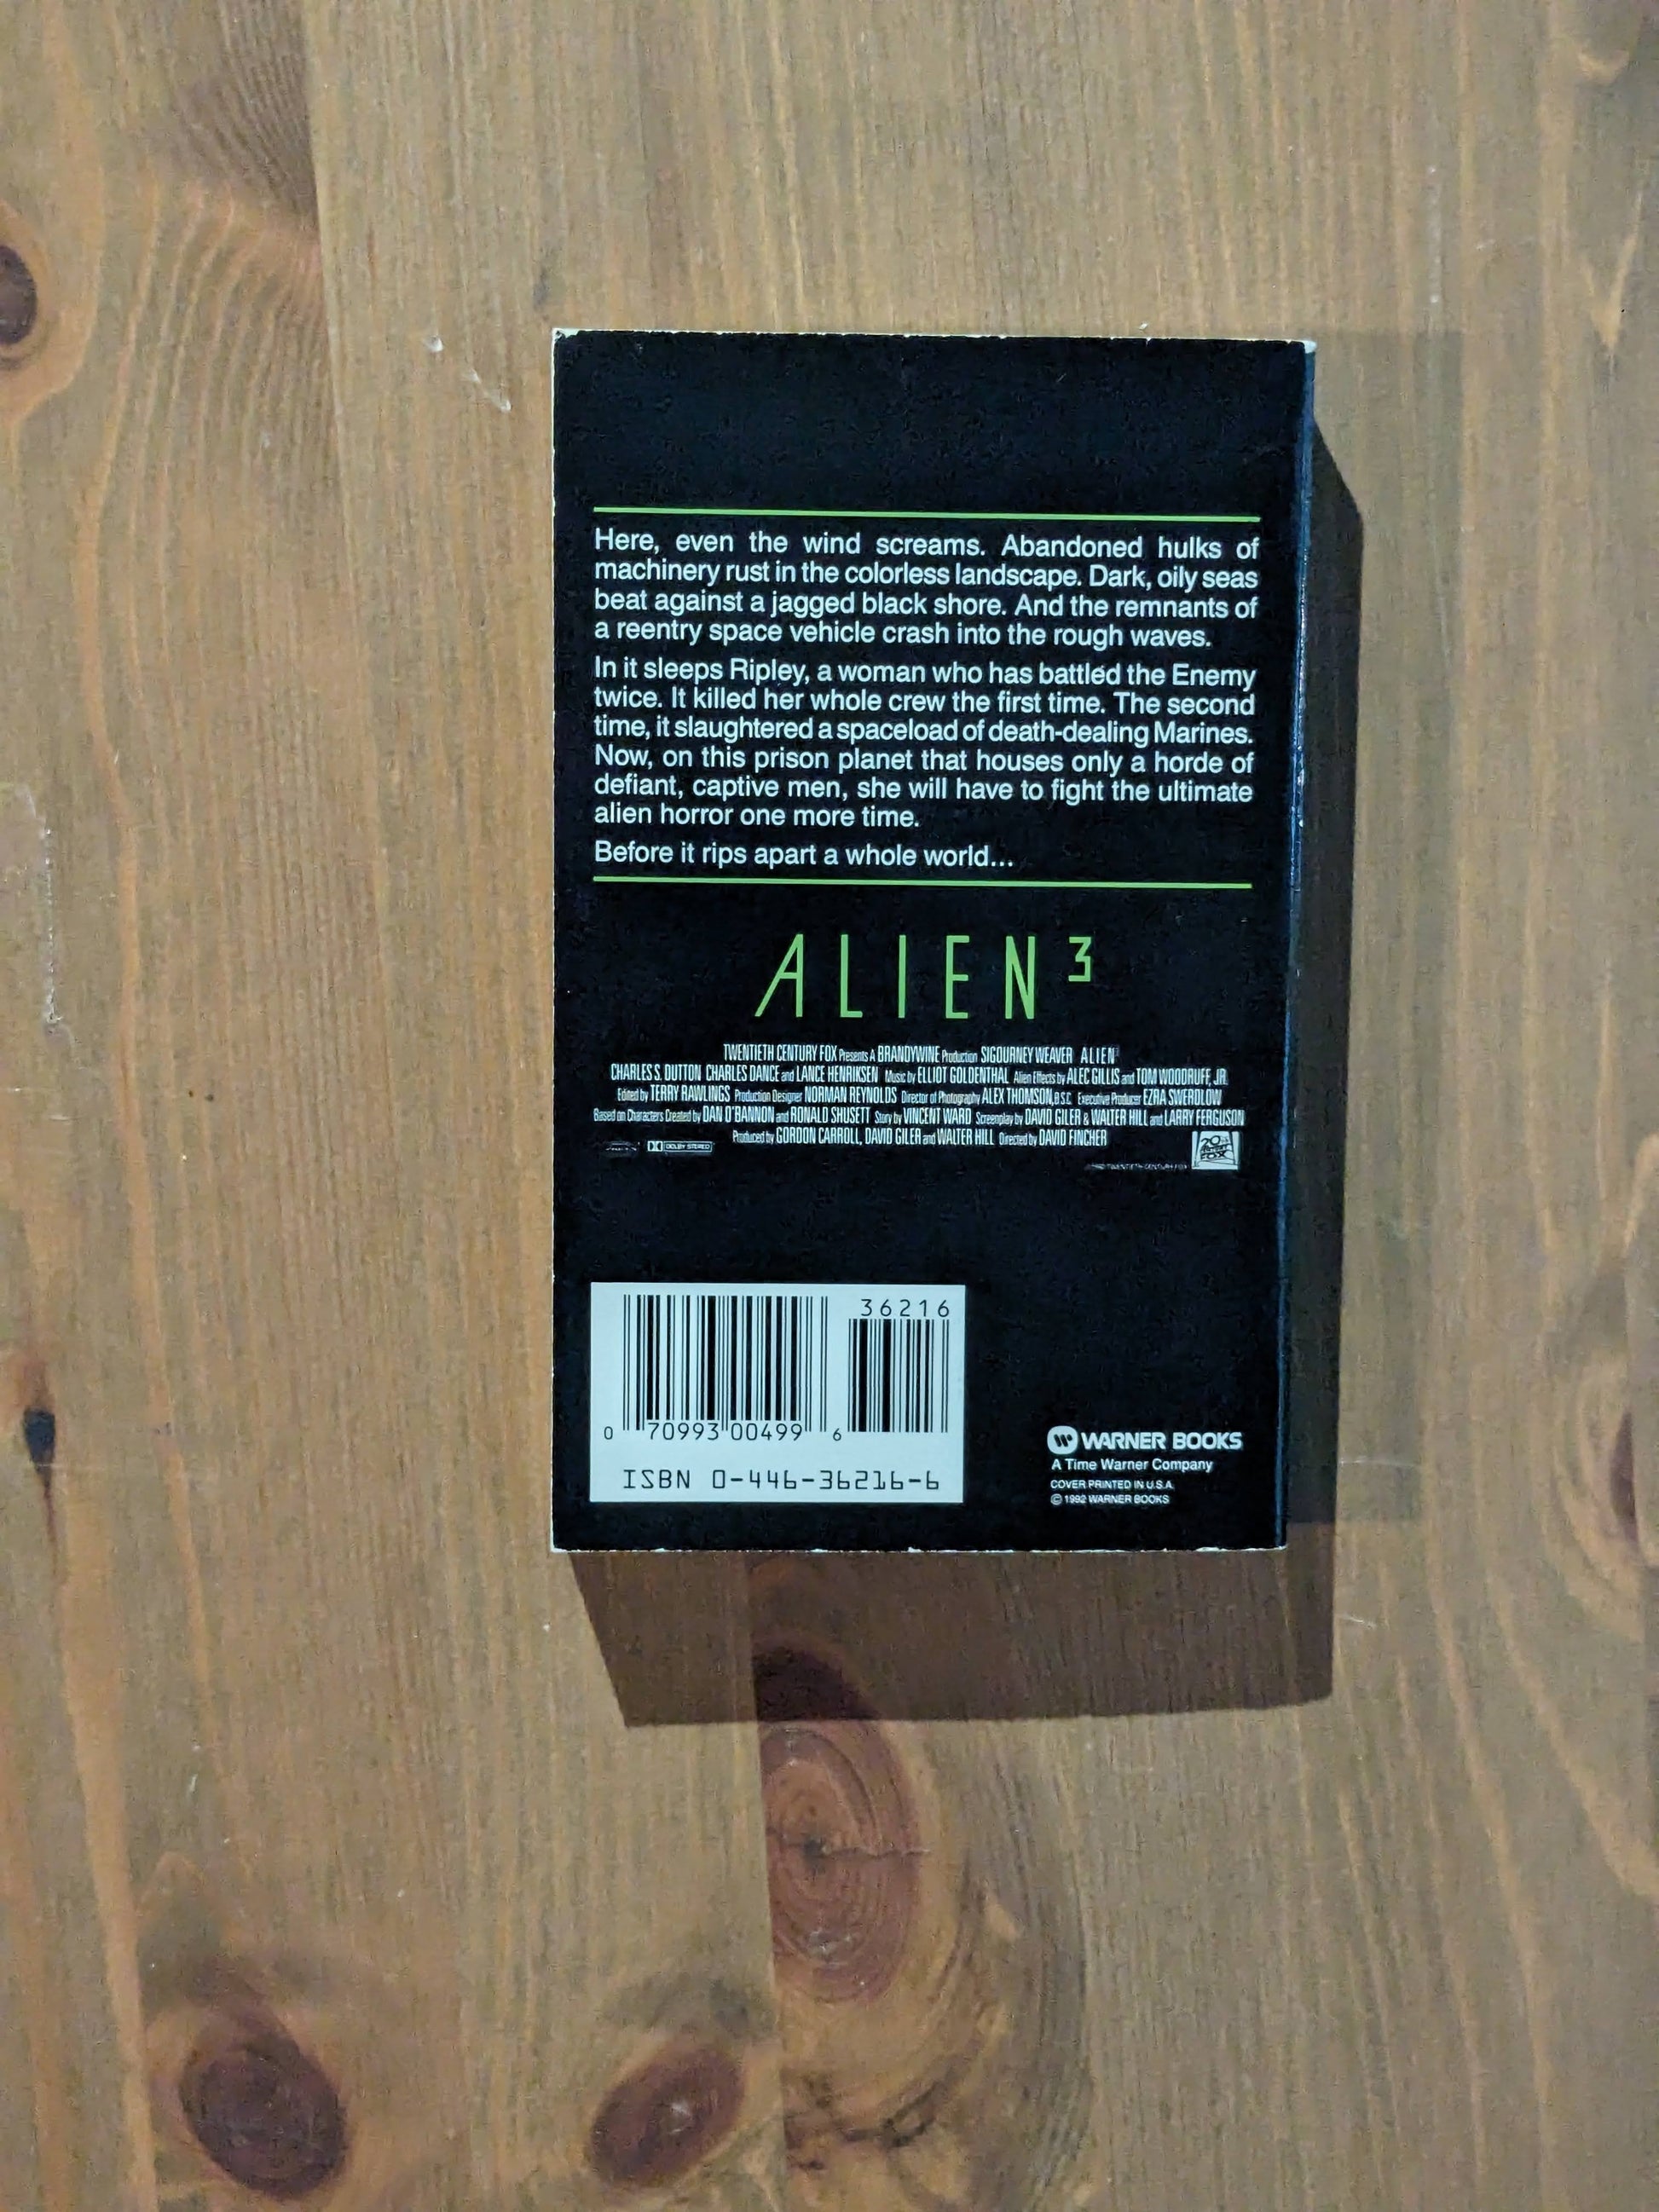 Here, even the wind screams. Abandoned hulks of
machinery rust in the colorless landscape. Dark, oily seas
beat against a jagged black shore. And the remnants of
a reentry space vehicle crash into the rough waves.
In it sleeps Ripley, a woman who has battled the Enemy
twice. It killed her whole crew the first time. The second
time, it slaughtered a spaceload of death-dealing Marines.
Now, on this prison planet that houses only a horde of
defiant, captive men, she will have to fight the ultimate
alien horror one more time.
Before it rips apart a whole world...
ALIEN³
TWENTIETH CENTURY FOX Presents A BRANDYWINE Production SIGOURNEY WEAVER ALIEN³
CHARLES S. DUTTON CHARLES DANCE and LANCE HENRIKSEN Music by ELLIOT GOLDENTHAL Alien Effects by ALEC GILLIS and TOM WOODRUFF, JR.
Edited by TERRY RAWLINGS Production Designer NORMAN REYNOLDS Director of Photography ALEX THOMSON, B.S.C. Executive Producer EZRA SWERDLOW
Based on Characters Created by DAN O'BANNON and RONALD SHUSETT Story by VINCENT WARD Screenplay by DAVID GILER & WALTER HILL and LARRY FERGUSON
Produced by GORDON CARROLL, DAVID GILER and WALTER HILL Directed by DAVID FINCHER
DOLBY STEREO
20th CENTURY FOX
TWENTIETH CENTURY FOX
36216
0 70993 00499 6
ISBN 0-446-36216-6
WARNER BOOKS
A Time Warner Company
COVER PRINTED IN U.S.A.
© 1992 WARNER BOOKS